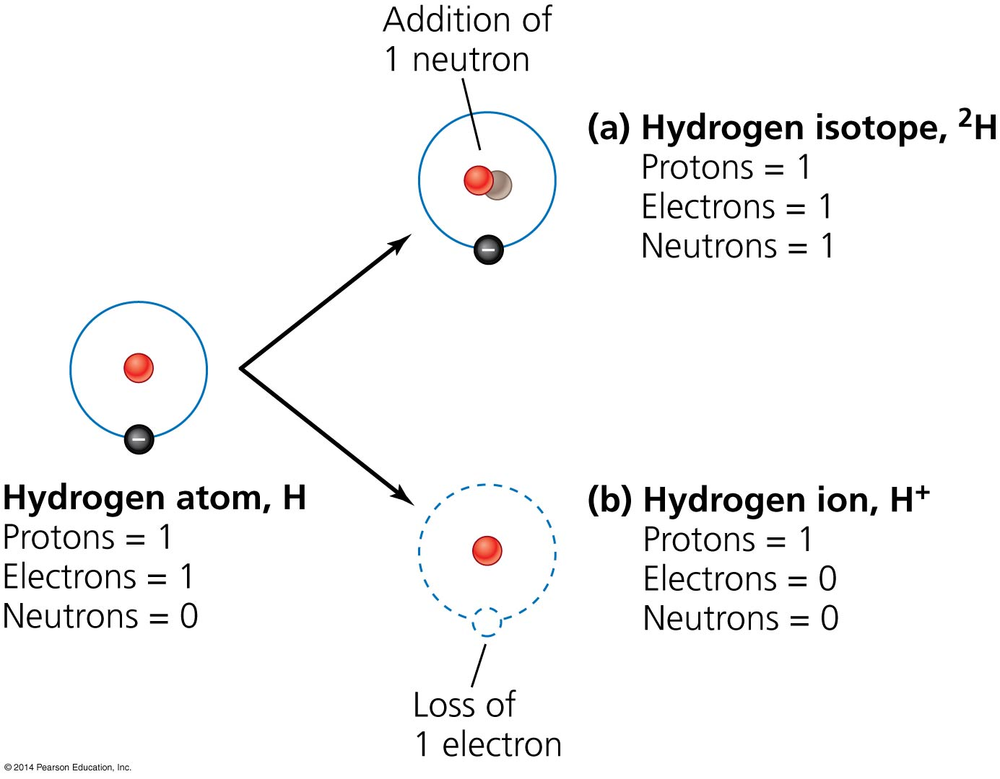 Addition of
1 neutron
(a) Hydrogen isotope, ²H
Protons = 1
Electrons = 1
Neutrons = 1
−
−
Hydrogen atom, H
Protons = 1
Electrons = 1
Neutrons = 0
(b) Hydrogen ion, H⁺
Protons = 1
Electrons = 0
Neutrons = 0
Loss of
1 electron
© 2014 Pearson Education, Inc.